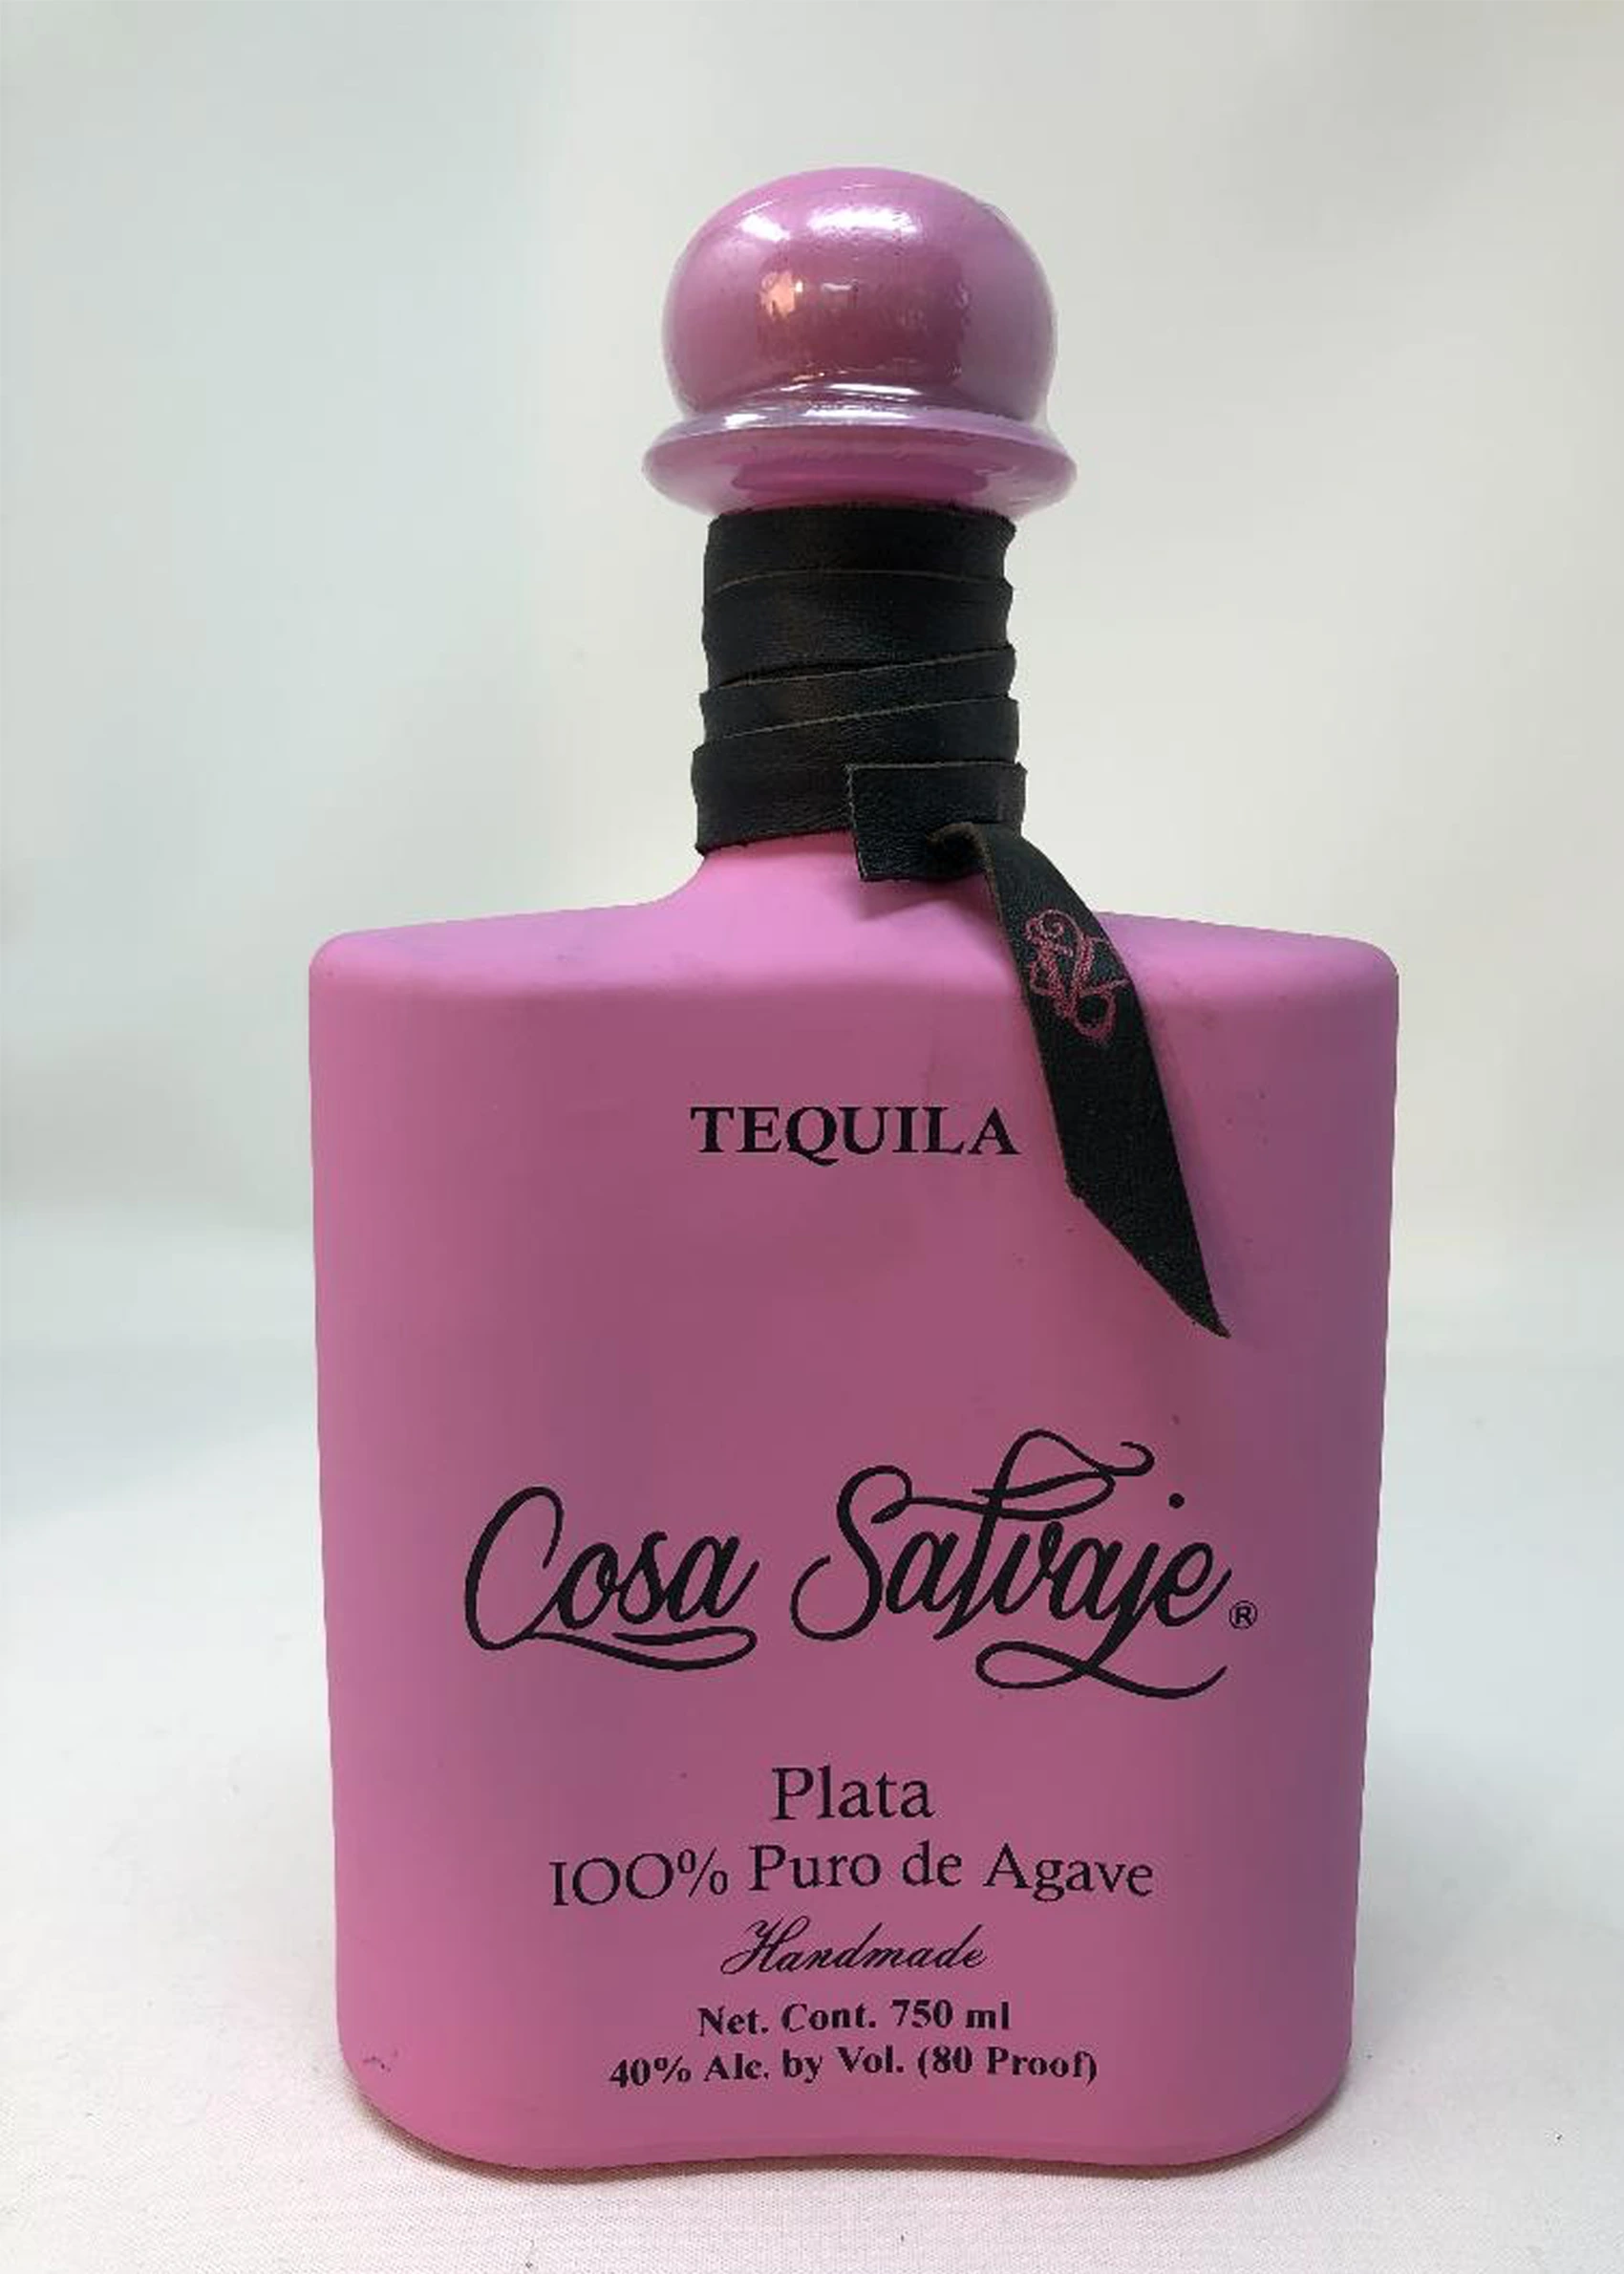 TEQUILA
Cosa Salvaje®
Plata
100% Puro de Agave
Handmade
Net. Cont. 750 ml
40% Alc. by Vol. (80 Proof)